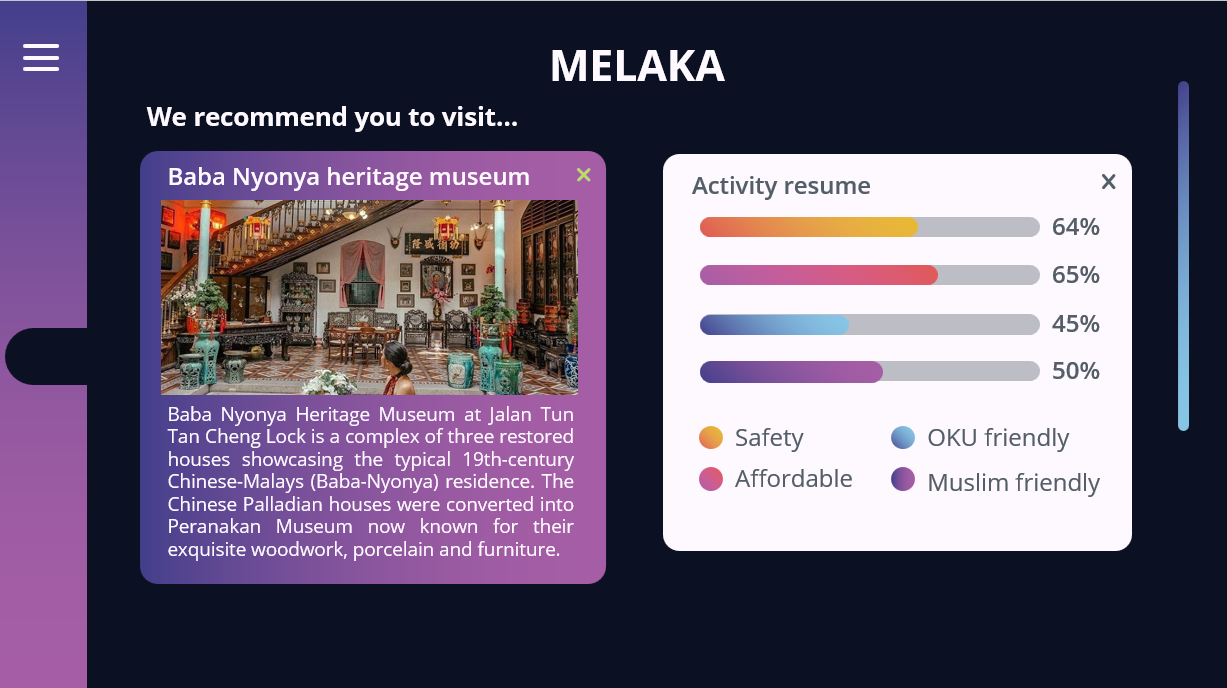 MELAKA
We recommend you to visit...
Baba Nyonya heritage museum
Baba Nyonya Heritage Museum at Jalan Tun
Tan Cheng Lock is a complex of three restored
houses showcasing the typical 19th-century
Chinese-Malays (Baba-Nyonya) residence. The
Chinese Palladian houses were converted into
Peranakan Museum now known for their
exquisite woodwork, porcelain and furniture.
Activity resume
64%
65%
45%
50%
Safety
OKU friendly
Affordable
Muslim friendly